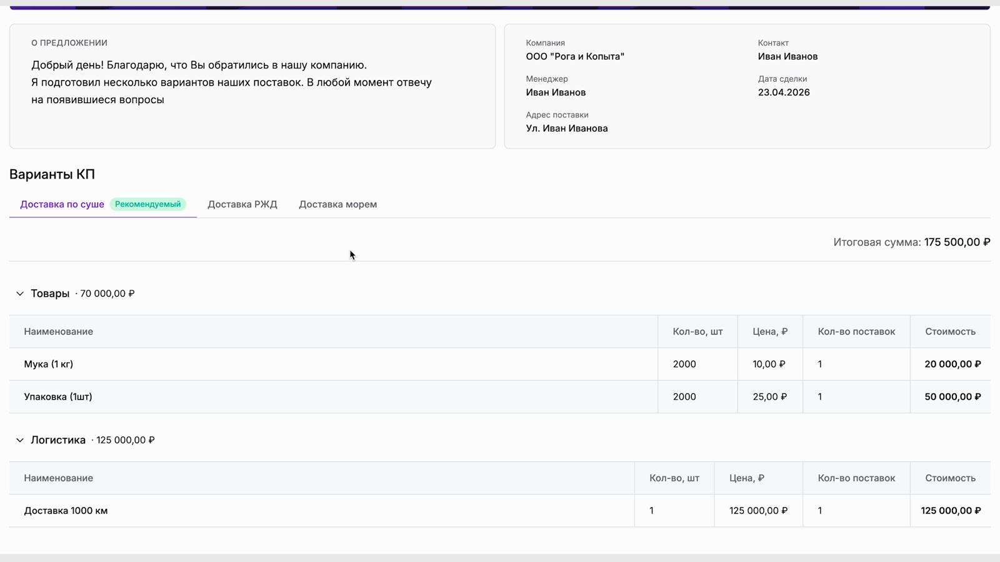 О ПРЕДЛОЖЕНИИ
Добрый день! Благодарю, что Вы обратились в нашу компанию.
Я подготовил несколько вариантов наших поставок. В любой момент отвечу
на появившиеся вопросы
Компания
ООО "Рога и Копыта"
Контакт
Иван Иванов
Менеджер
Иван Иванов
Дата сделки
23.04.2026
Адрес поставки
Ул. Иван Иванова
Варианты КП
Доставка по суше Рекомендуемый Доставка РЖД Доставка морем
Итоговая сумма: 175 500,00 ₽
Товары · 70 000,00 ₽
Наименование Кол-во, шт Цена, ₽ Кол-во поставок Стоимость
Мука (1 кг) 2000 10,00 ₽ 1 20 000,00 ₽
Упаковка (1шт) 2000 25,00 ₽ 1 50 000,00 ₽
Логистика · 125 000,00 ₽
Наименование Кол-во, шт Цена, ₽ Кол-во поставок Стоимость
Доставка 1000 км 1 125 000,00 ₽ 1 125 000,00 ₽